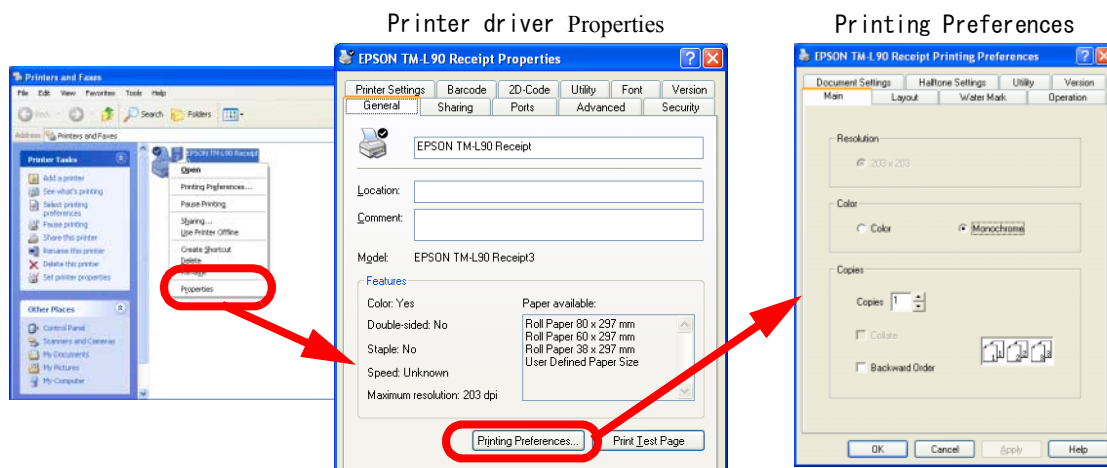 Printer driver Properties
Printing Preferences
Printers and Faxes
File Edit View Favorites Tools Help
Search Folders
Address Printers and Faxes
Printer Tasks
Add a printer
See what's printing
Select printing
preferences
Pause printing
Share this printer
Rename this printer
Delete this printer
Set printer properties
Other Places
Control Panel
Scanners and Cameras
My Documents
My Pictures
My Computer
EPSON TM-L90 Receipt
Open
Printing Preferences...
Pause Printing
Sharing...
Use Printer Offline
Create Shortcut
Delete
Properties
EPSON TM-L90 Receipt Properties
Printer Settings Barcode 2D-Code Utility Font Version
General Sharing Ports Advanced Security
EPSON TM-L90 Receipt
Location:
Comment:
Model: EPSON TM-L90 Receipt3
Features
Color: Yes
Paper available:
Double-sided: No
Staple: No
Speed: Unknown
Maximum resolution: 203 dpi
Roll Paper 80 x 297 mm
Roll Paper 60 x 297 mm
Roll Paper 38 x 297 mm
User Defined Paper Size
Printing Preferences... Print Test Page
EPSON TM-L90 Receipt Printing Preferences
Document Settings Halftone Settings Utility Version
Main Layout Water Mark Operation
Resolution
203 x 203
Color
Color Monochrome
Copies
Copies 1
Collate
Backward Order
1 1 2 2 3 3
OK Cancel Apply Help